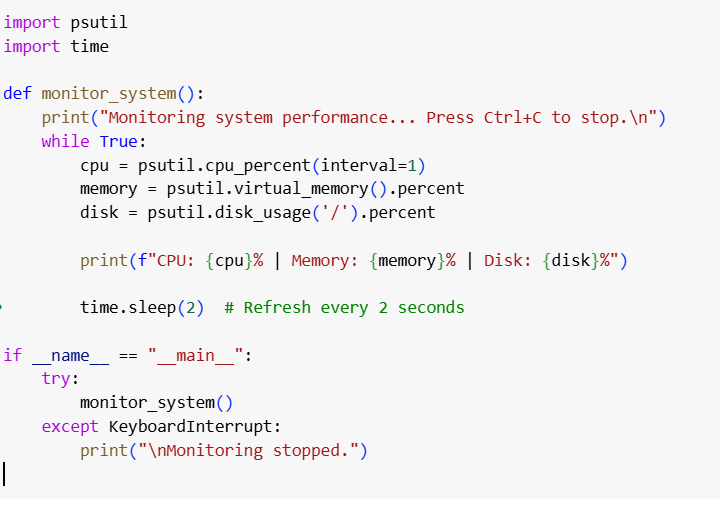 import psutil
import time

def monitor_system():
    print("Monitoring system performance... Press Ctrl+C to stop.\n")
    while True:
        cpu = psutil.cpu_percent(interval=1)
        memory = psutil.virtual_memory().percent
        disk = psutil.disk_usage('/').percent

        print(f"CPU: {cpu}% | Memory: {memory}% | Disk: {disk}%")

        time.sleep(2)  # Refresh every 2 seconds

if __name__ == "__main__":
    try:
        monitor_system()
    except KeyboardInterrupt:
        print("\nMonitoring stopped.")